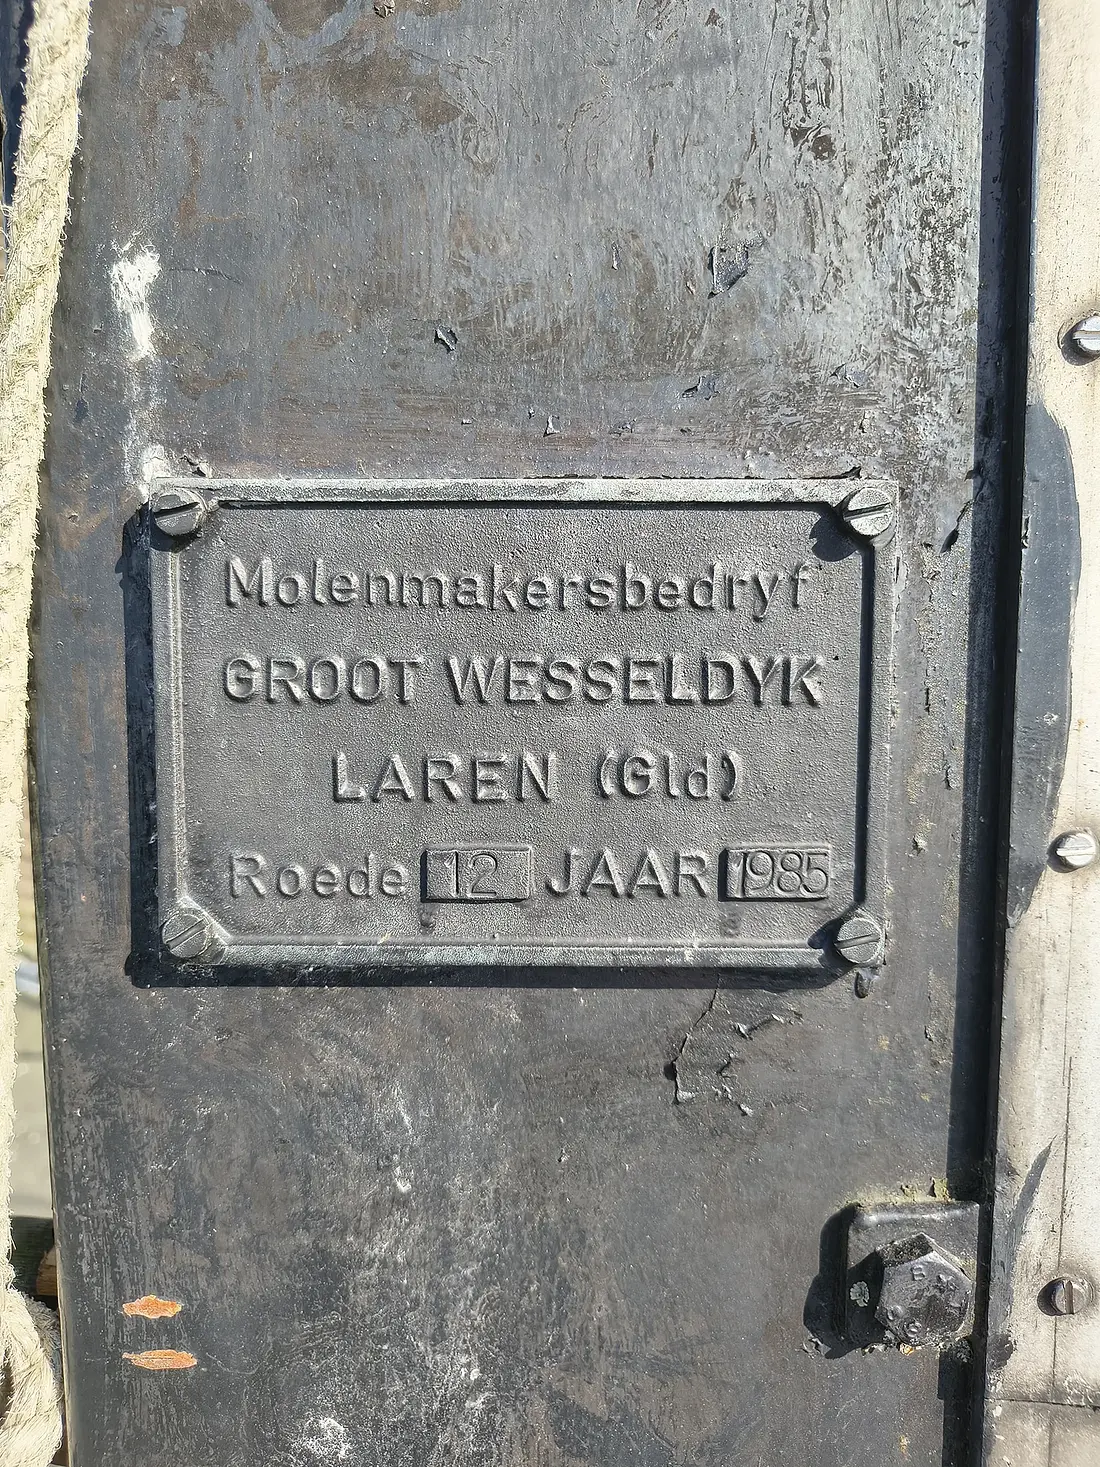 Molenmakersbedryf
GROOT WESSELDYK
LAREN (Gld)
Roede 12 JAAR 1985